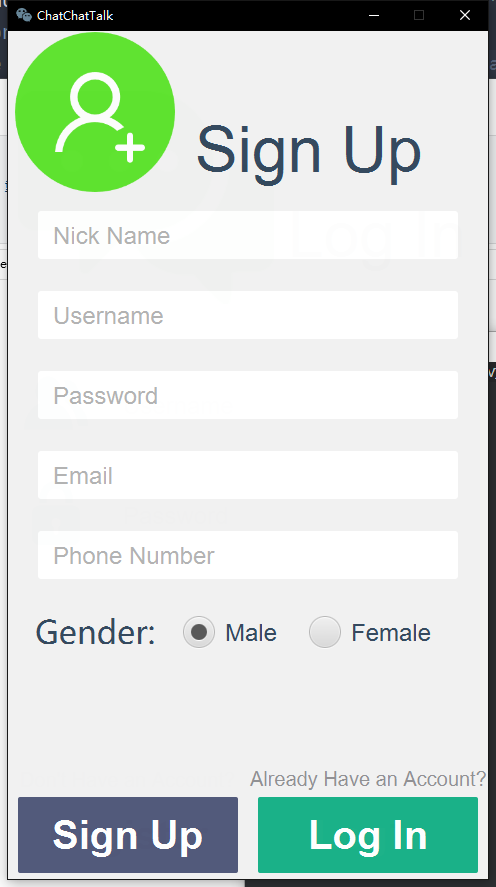 ChatChatTalk
Sign Up
Nick Name
Username
Password
Email
Phone Number
Gender: Male Female
Already Have an Account?
Sign Up Log In